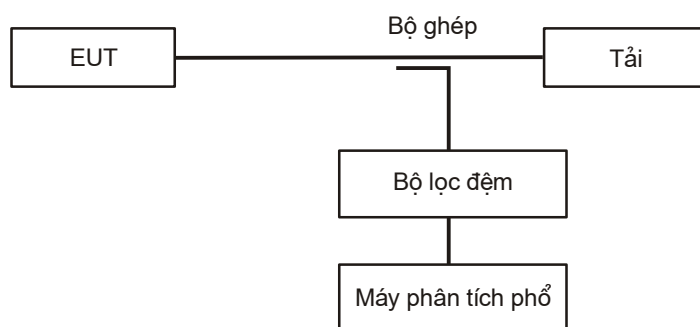 Bộ ghép
EUT
Tải
Bộ lọc đệm
Máy phân tích phổ